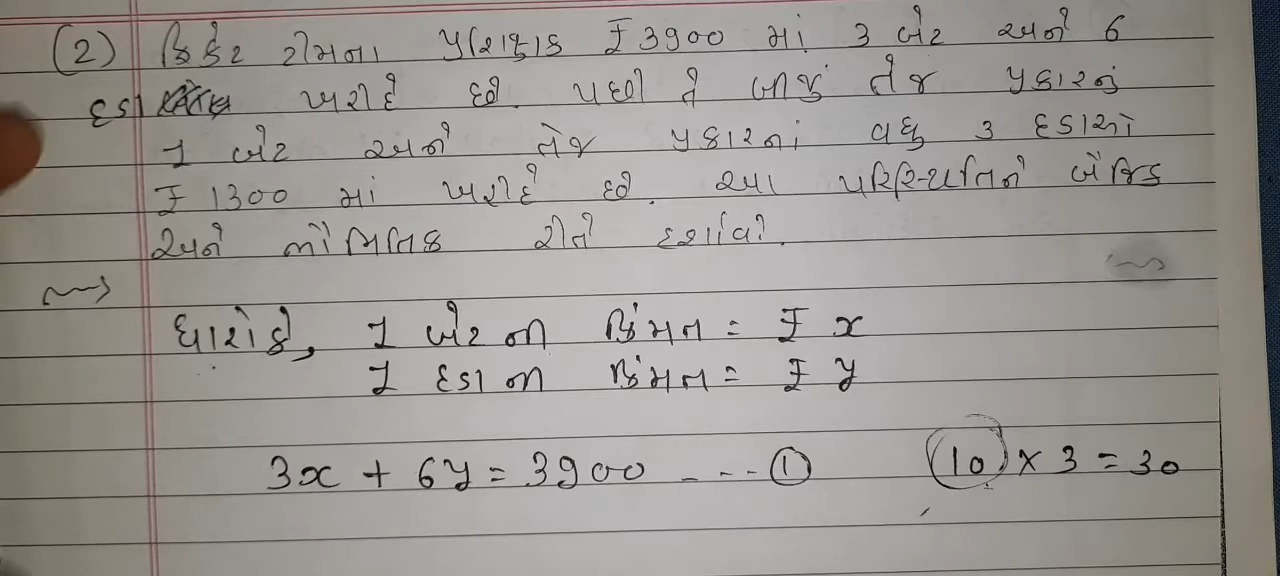 (2) ક્રિકેટ ટીમના પ્રશિક્ષક ₹ 3900 માં 3 બેટ અને 6
દડા ખરીદે છે. પછી તે બીજું તેજ પ્રકારનું
1 બેટ અને તેજ પ્રકારનાં વધુ 3 દડાઓ
₹ 1300 માં ખરીદે છે. આ પરિસ્થિતિને બૈજિક
અને ભૌમિતિક રીતે દર્શાવો.
ધારોકે, 1 બેટ ની કિંમત = ₹ x
1 દડા ની કિંમત = ₹ y
3x + 6y = 3900 --- ① (10) × 3 = 30